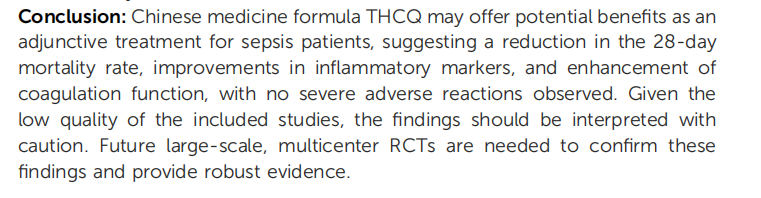 Conclusion: Chinese medicine formula THCQ may offer potential benefits as an
adjunctive treatment for sepsis patients, suggesting a reduction in the 28-day
mortality rate, improvements in inflammatory markers, and enhancement of
coagulation function, with no severe adverse reactions observed. Given the
low quality of the included studies, the findings should be interpreted with
caution. Future large-scale, multicenter RCTs are needed to confirm these
findings and provide robust evidence.